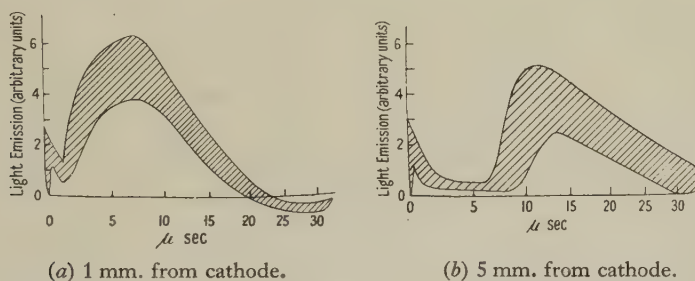 Light Emission (arbitrary units)
6
4
2
0
0 5 10 15 20 25 30
μ sec
(a) 1 mm. from cathode.
Light Emission (arbitrary units)
6
4
2
0
0 5 10 15 20 25 30
μ sec
(b) 5 mm. from cathode.